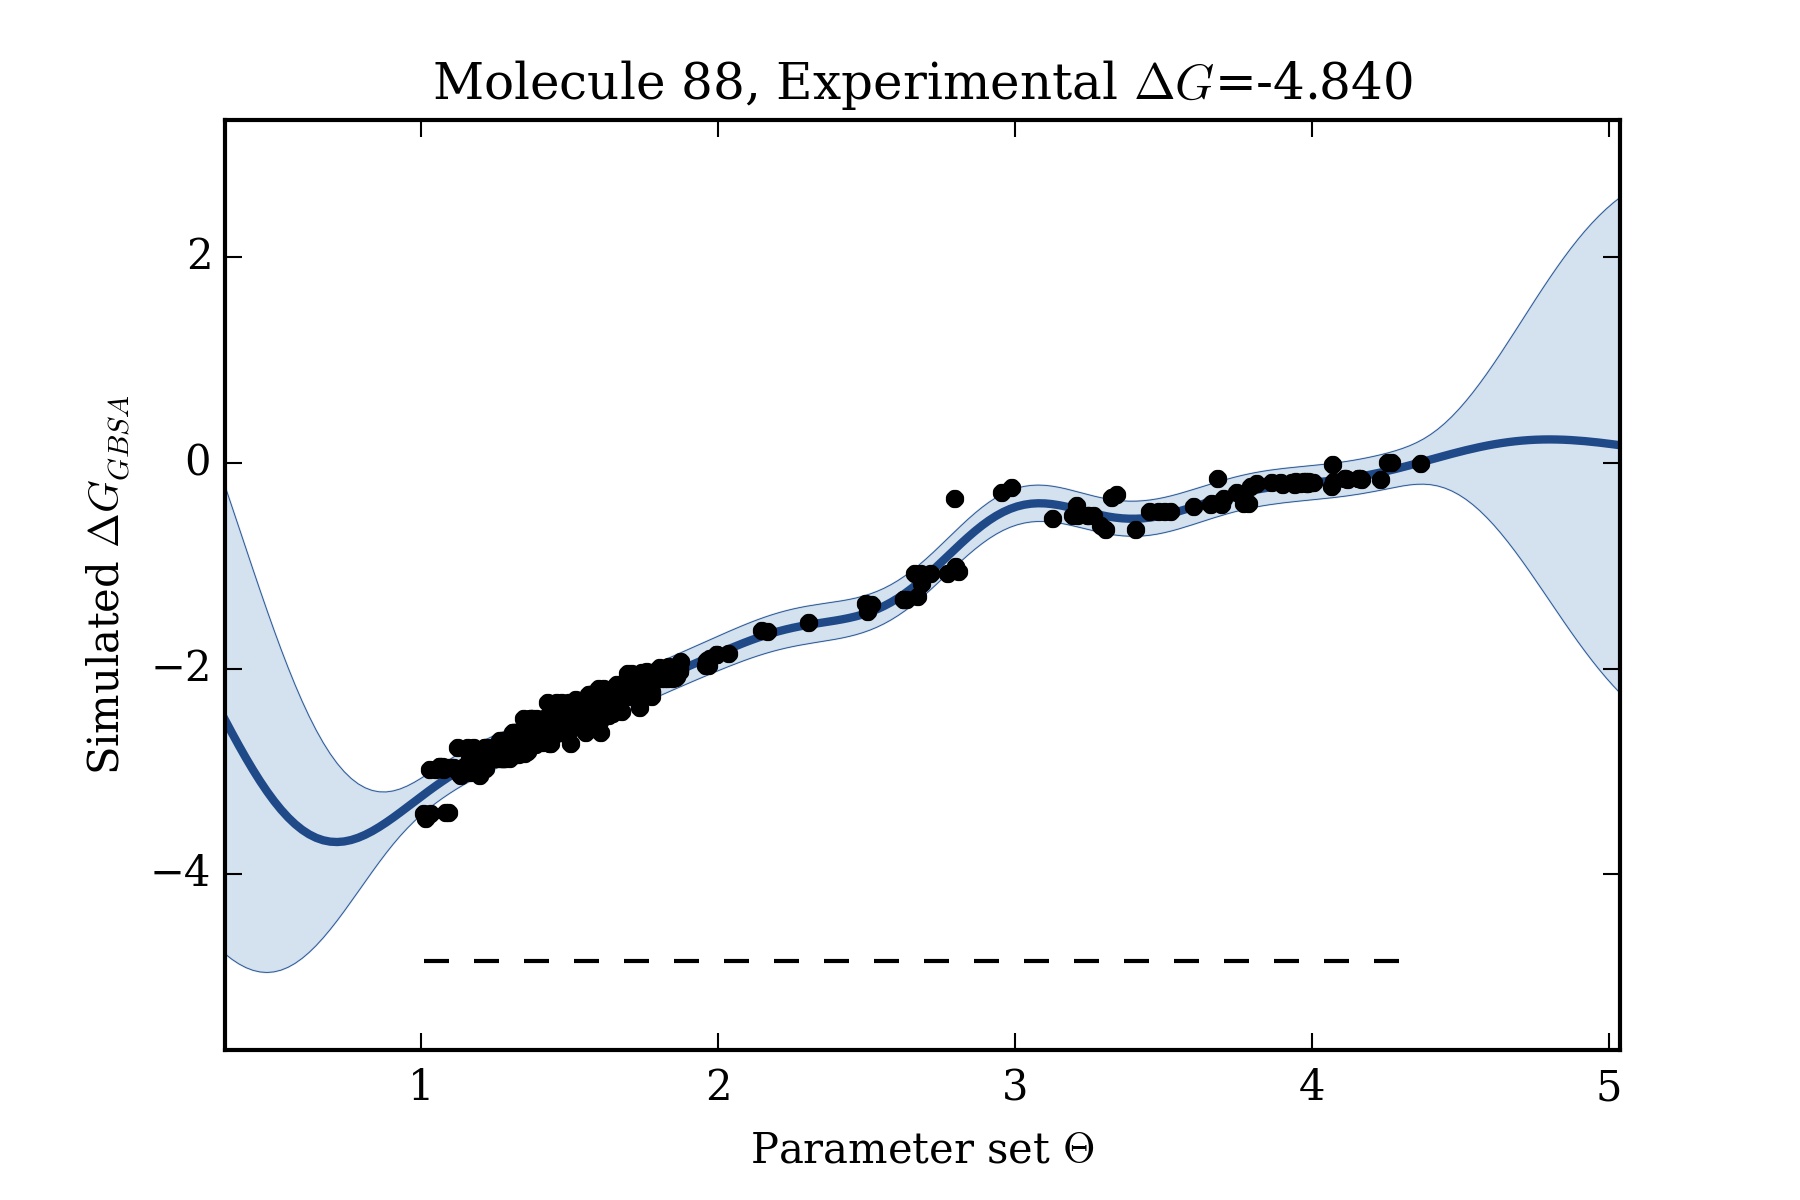 Molecule 88, Experimental ΔG=-4.840
Simulated ΔG_GBSA
2
0
−2
−4
1 2 3 4 5
Parameter set Θ